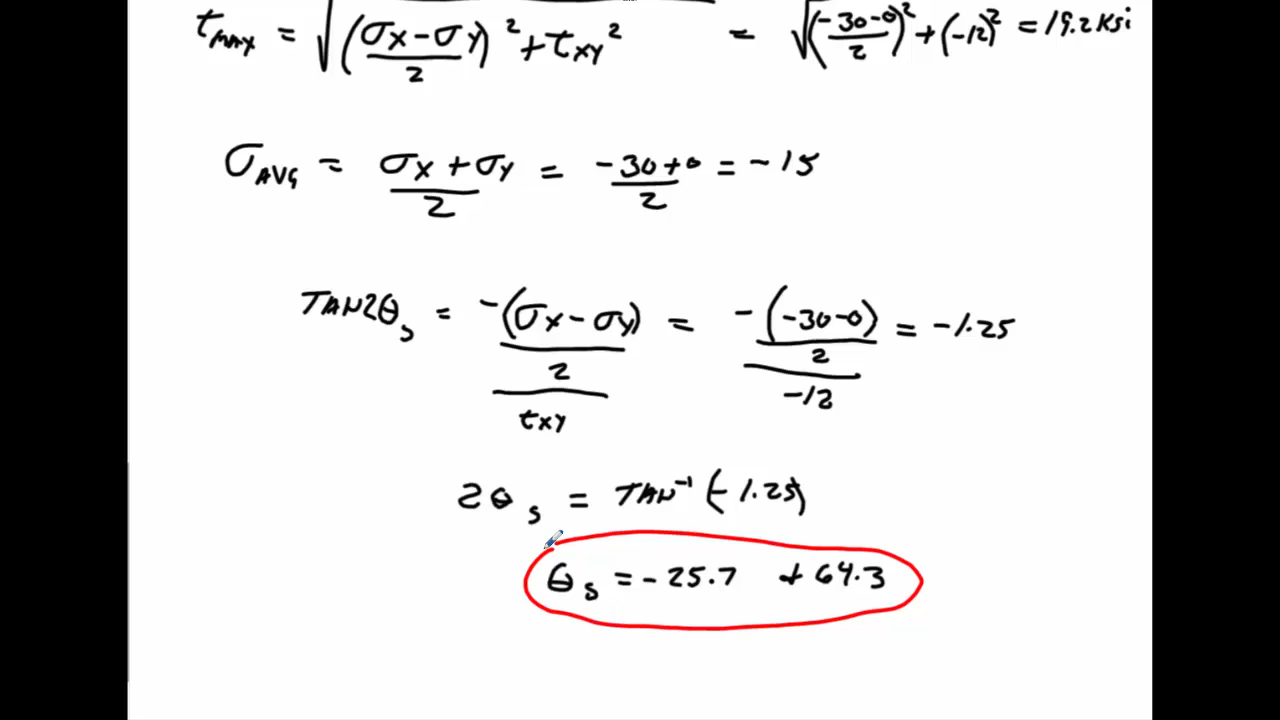 τmax = √((σx - σy)/2)² + τxy² = √((-30-0)/2)² + (-12)² = 19.2 Ksi
σAVG = (σx + σy)/2 = (-30+0)/2 = -15
TAN2θs = (-(σx - σy)/2)/τxy = (-(-30-0)/2)/-12 = -1.25
2θs = TAN⁻¹(-1.25)
θs = -25.7 + 64.3